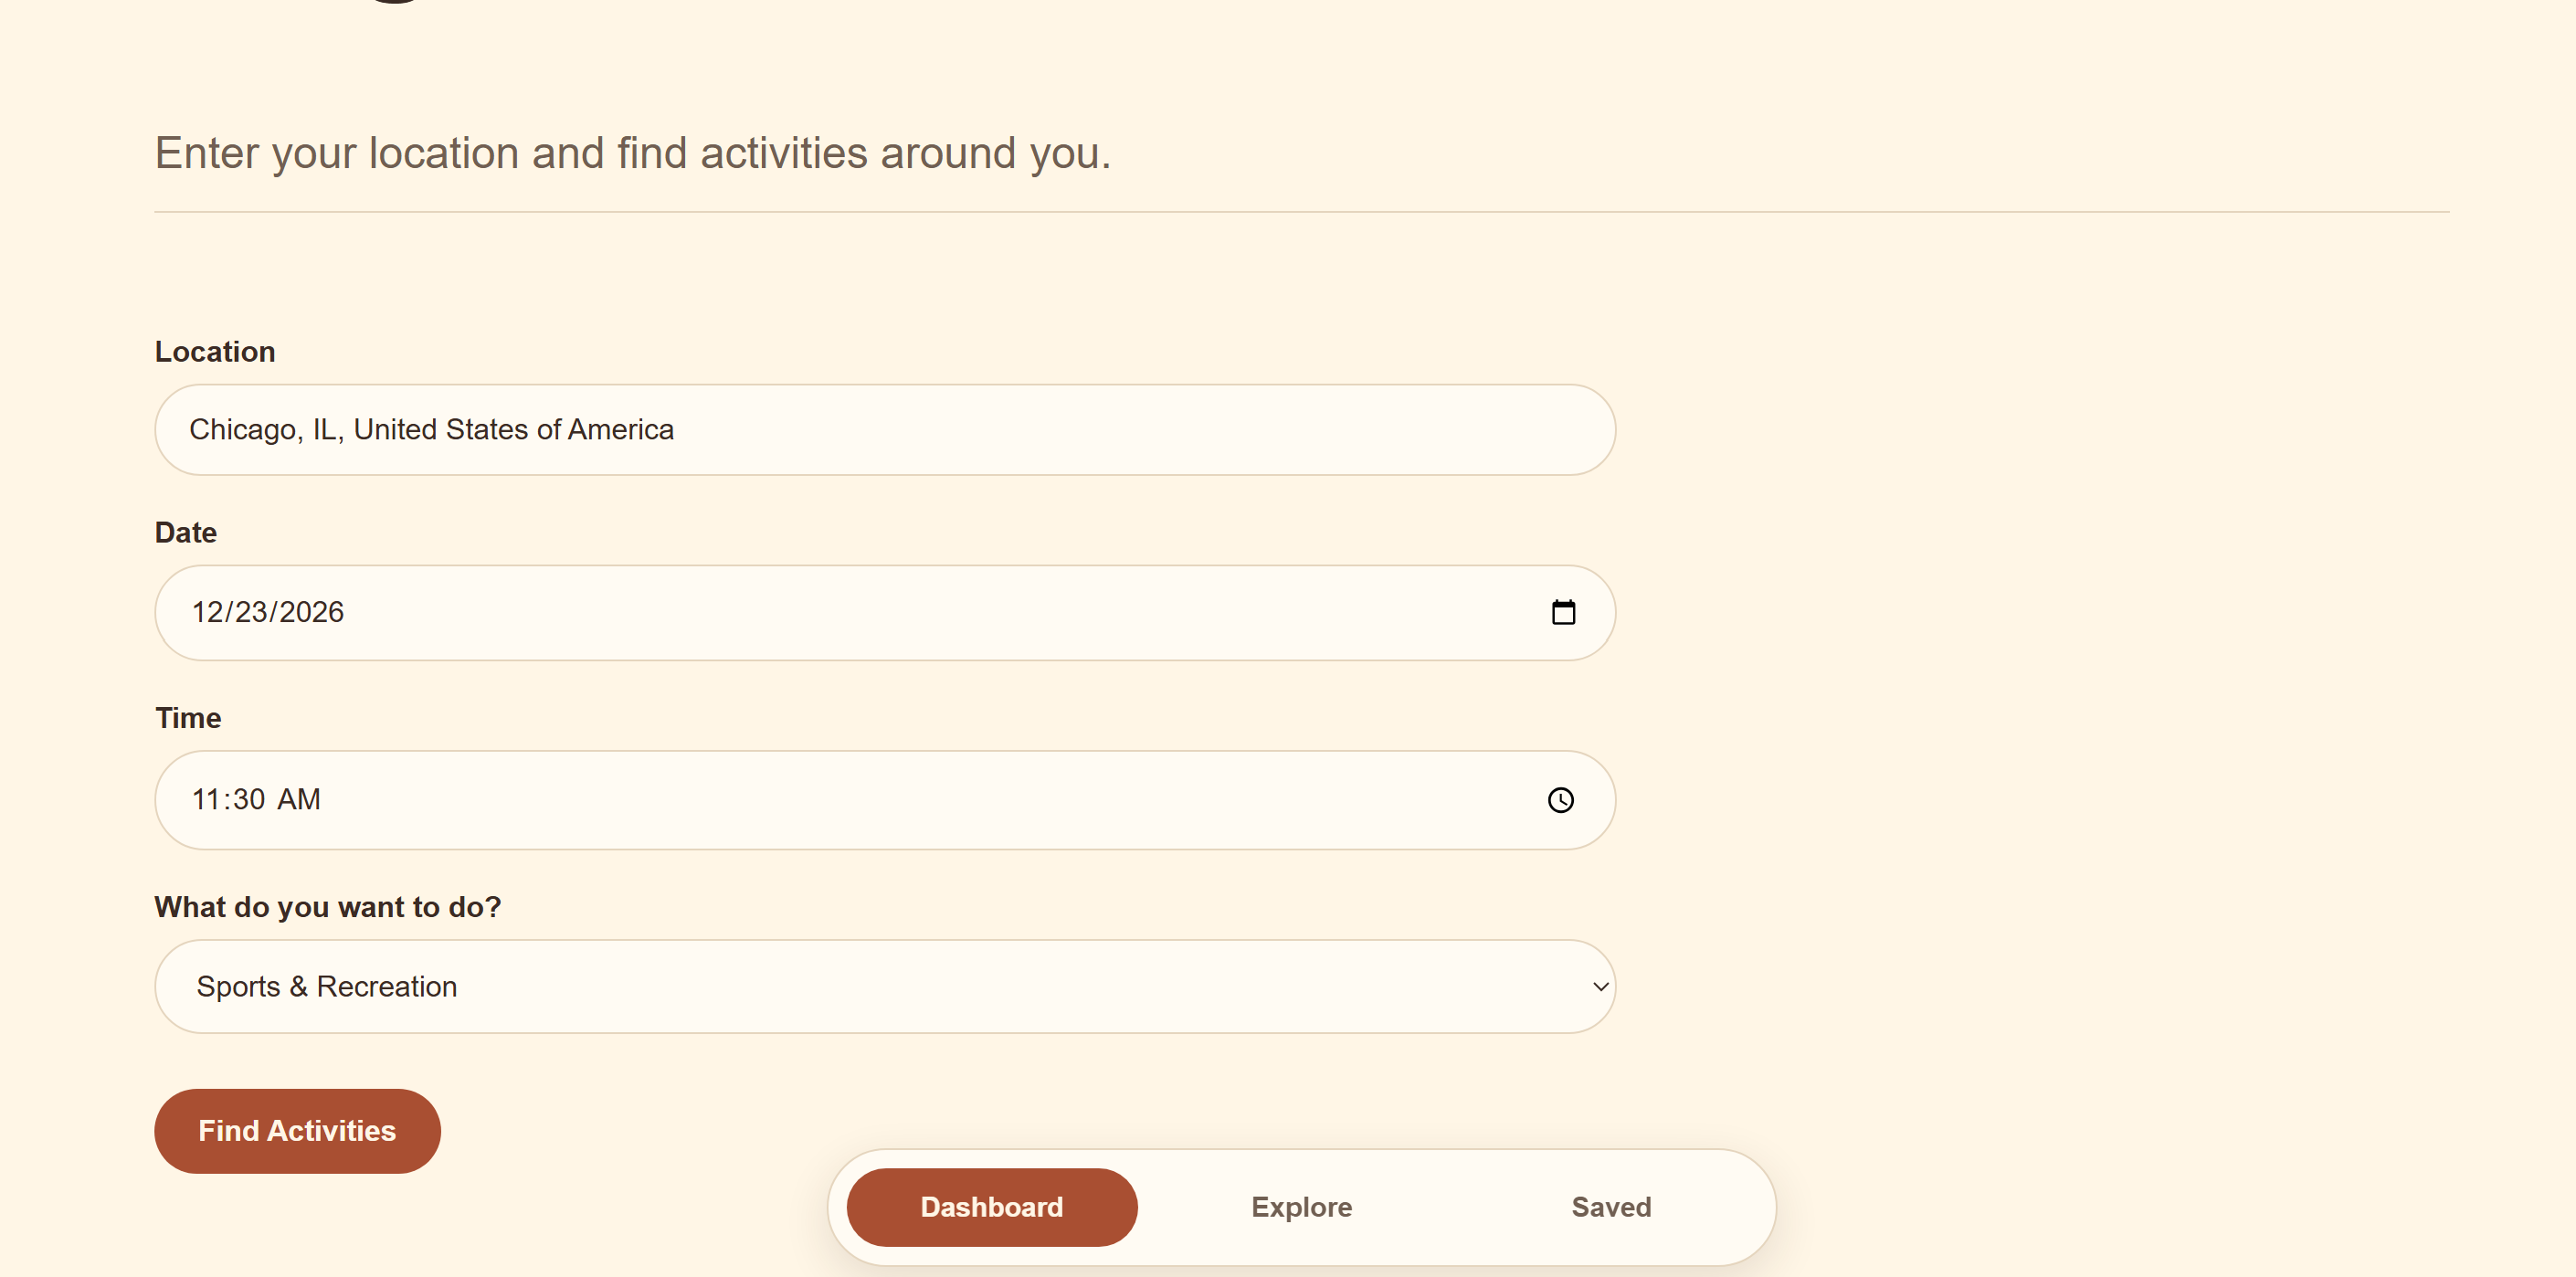 Enter your location and find activities around you.
Location
Chicago, IL, United States of America
Date
12/23/2026
Time
11:30 AM
What do you want to do?
Sports & Recreation
Find Activities
Dashboard
Explore
Saved